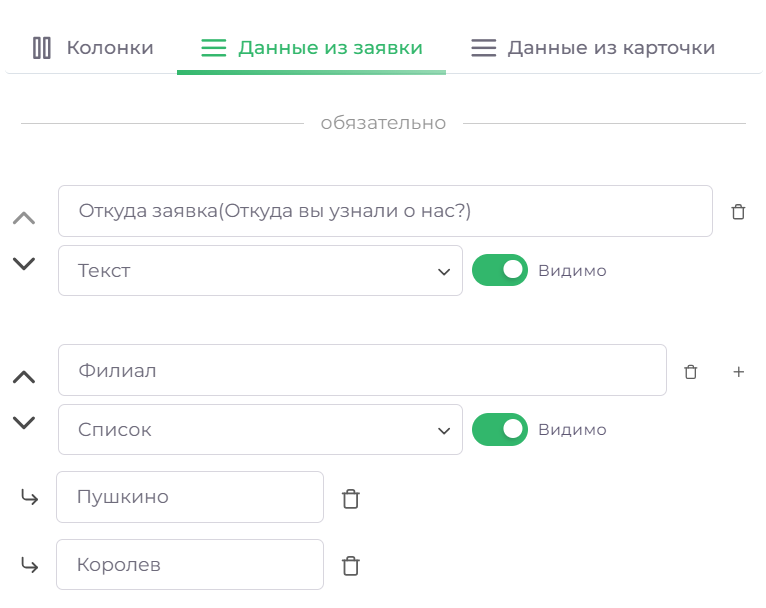 Колонки Данные из заявки Данные из карточки
обязательно
Откуда заявка(Откуда вы узнали о нас?)
Текст Видимо
Филиал
Список Видимо
Пушкино
Королев